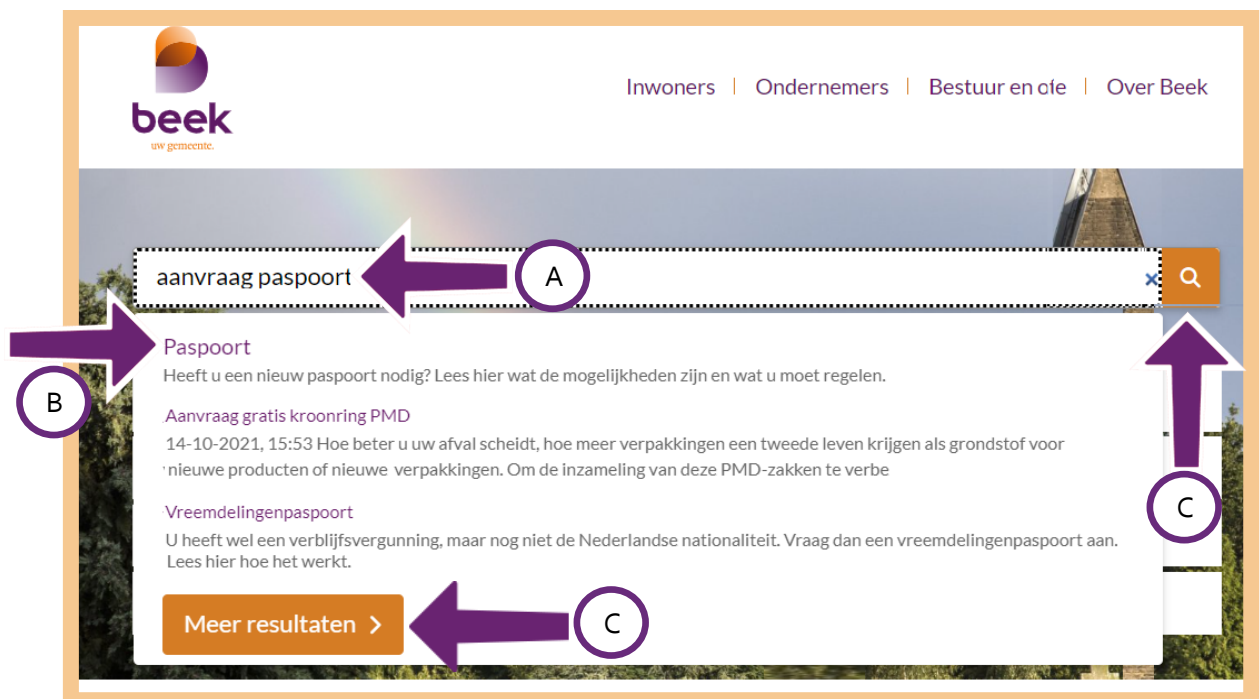 beek
uw gemeente.
Inwoners | Ondernemers | Bestuur en ofe | Over Beek
aanvraag paspoort
A
×
Paspoort
Heeft u een nieuw paspoort nodig? Lees hier wat de mogelijkheden zijn en wat u moet regelen.
B
Aanvraag gratis kroonring PMD
14-10-2021, 15:53 Hoe beter u uw afval scheidt, hoe meer verpakkingen een tweede leven krijgen als grondstof voor
nieuwe producten of nieuwe verpakkingen. Om de inzameling van deze PMD-zakken te verbe
Vreemdelingenpaspoort
C
U heeft wel een verblijfsvergunning, maar nog niet de Nederlandse nationaliteit. Vraag dan een vreemdelingenpaspoort aan.
Lees hier hoe het werkt.
Meer resultaten >
C